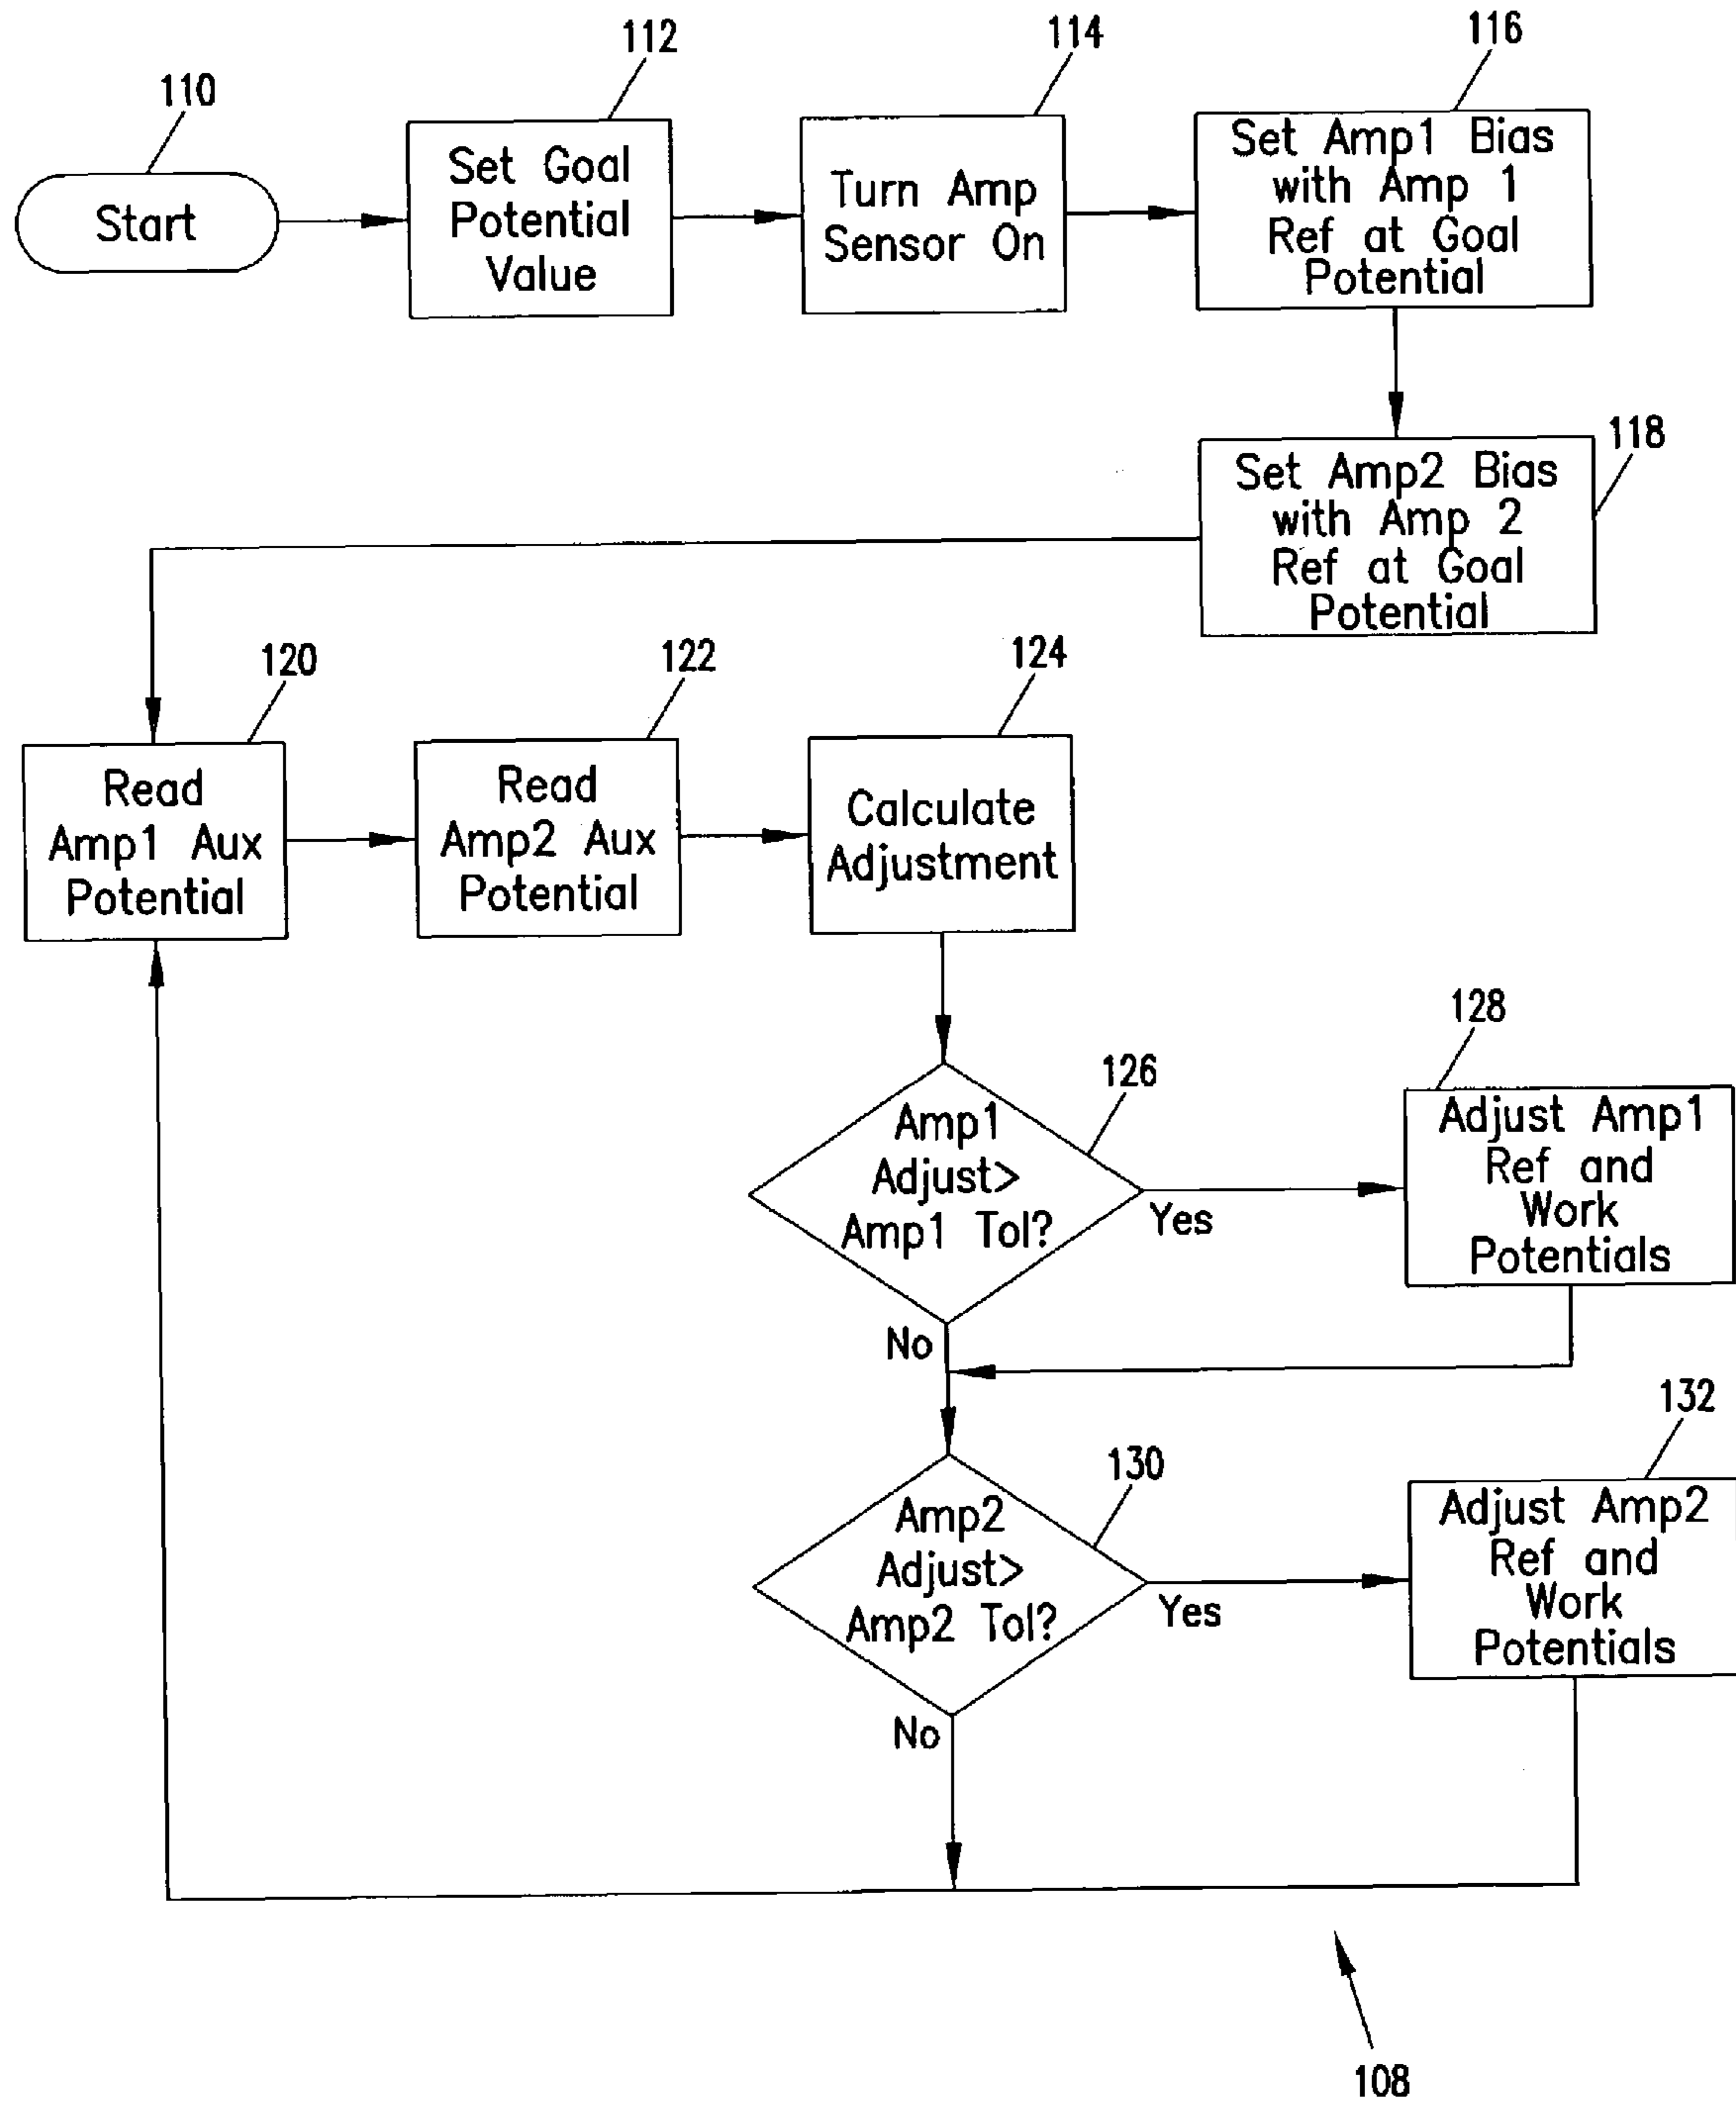 110
Start
112
Set Goal
Potential
Value
114
Turn Amp
Sensor On
116
Set Amp1 Bias
with Amp 1
Ref at Goal
Potential
118
Set Amp2 Bias
with Amp 2
Ref at Goal
Potential
120
Read
Amp1 Aux
Potential
122
Read
Amp2 Aux
Potential
124
Calculate
Adjustment
126
Amp1
Adjust>
Amp1 Tol?
Yes
No
128
Adjust Amp1
Ref and
Work
Potentials
130
Amp2
Adjust>
Amp2 Tol?
Yes
No
132
Adjust Amp2
Ref and
Work
Potentials
108